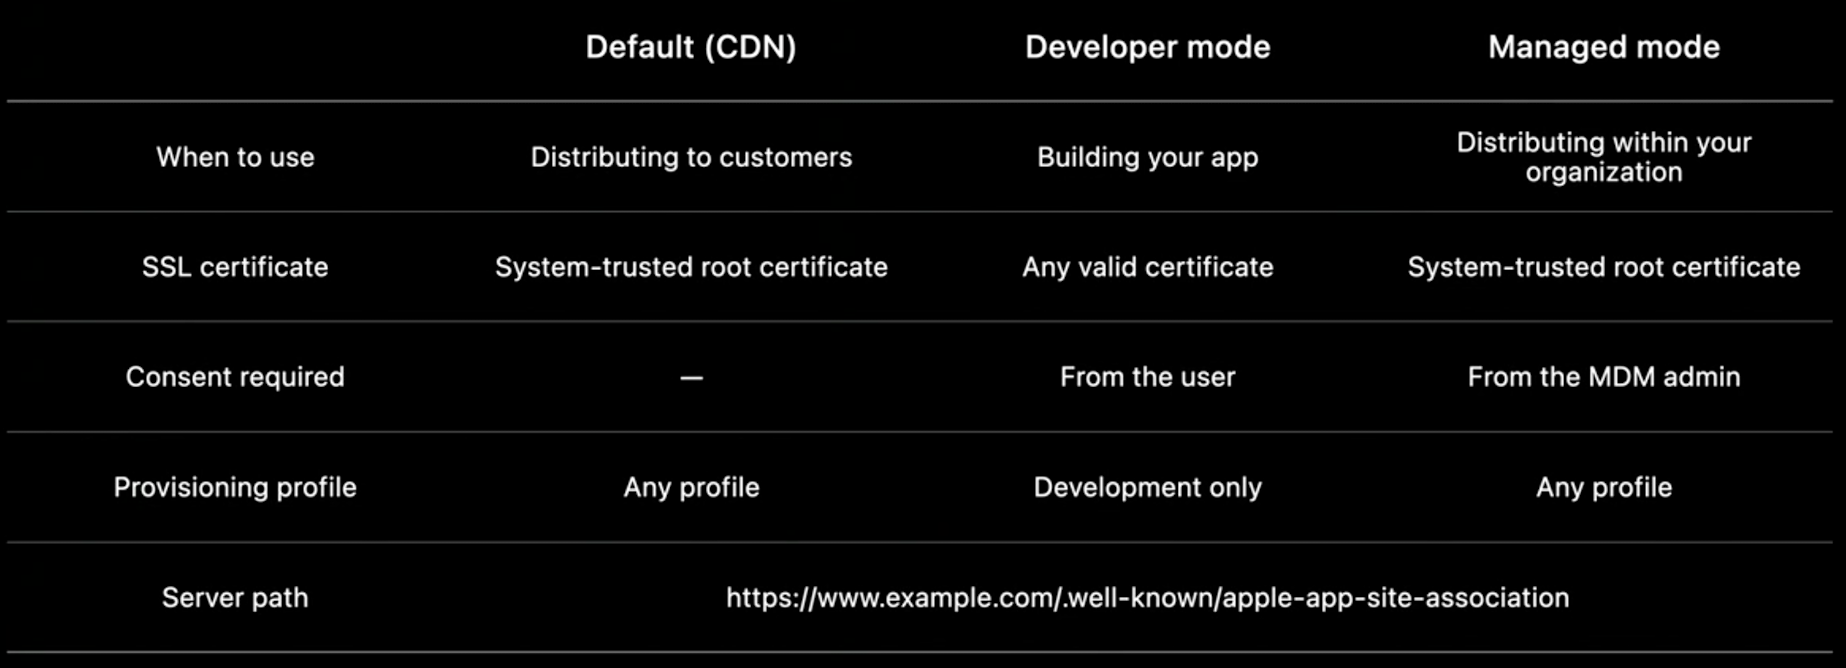 Default (CDN) Developer mode Managed mode
When to use Distributing to customers Building your app Distributing within your
organization
SSL certificate System-trusted root certificate Any valid certificate System-trusted root certificate
Consent required — From the user From the MDM admin
Provisioning profile Any profile Development only Any profile
Server path https://www.example.com/.well-known/apple-app-site-association